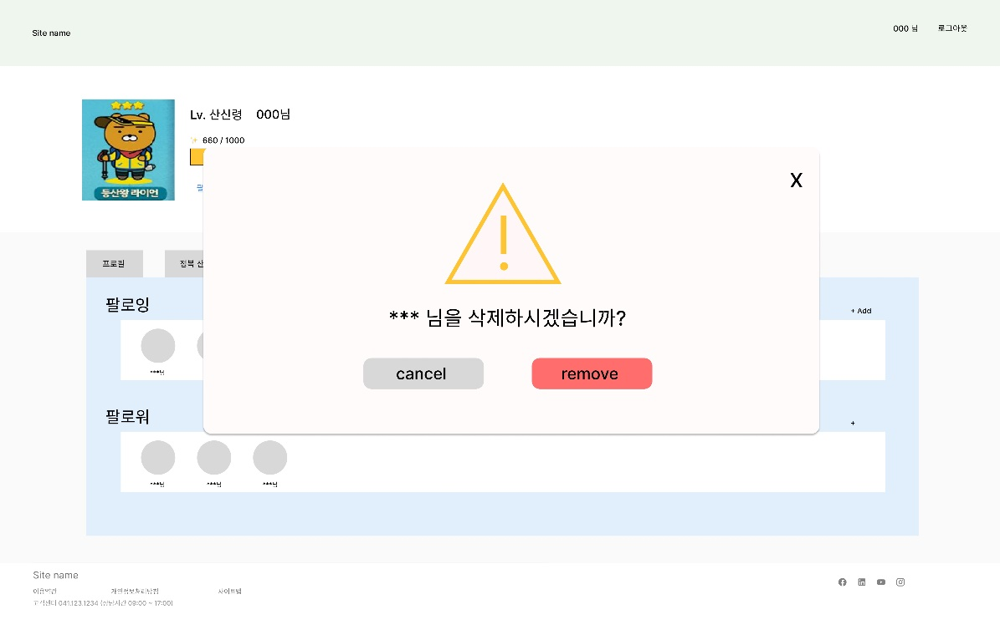 Site name
000 님
로그아웃
Lv. 산신령 000님
660 / 1000
등산왕 라이언
팔
X
프로필
정복 산
*** 님을 삭제하시겠습니까?
cancel
remove
팔로잉
+ Add
***님
팔로워
+
***님
***님
***님
Site name
이용약관
개인정보처리방침
사이트맵
고객센터 041.123.1234 (상담시간 09:00 ~ 17:00)